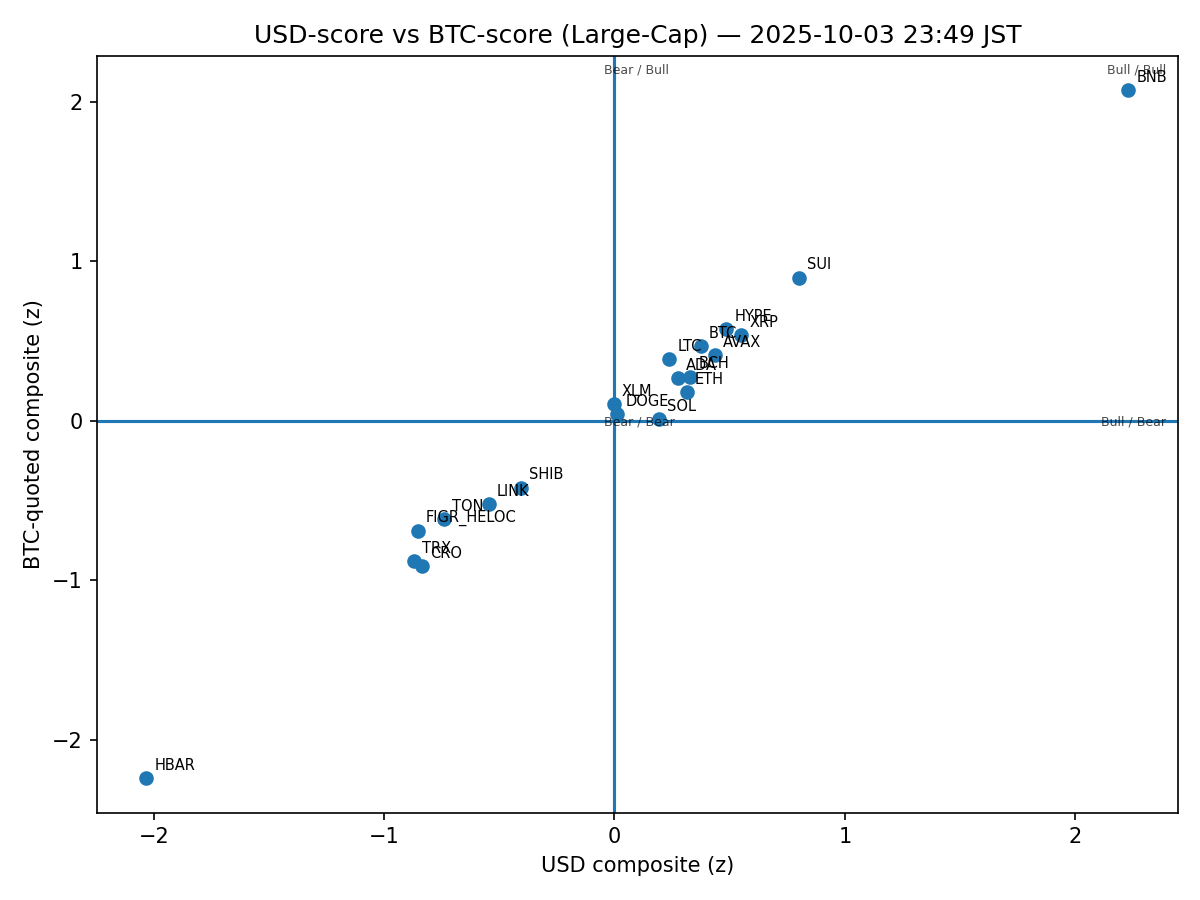 USD-score vs BTC-score (Large-Cap) — 2025-10-03 23:49 JST
Bear / Bull
Bull / Bull
BNB
SUI
HYPE
XRP
BTC
AVAX
LTC
BCH
ADA
ETH
XLM
DOGE
SOL
Bear / Bear
Bull / Bear
SHIB
LINK
TON
FIGR_HELOC
TRX
CRO
HBAR
2
1
0
−1
−2
−2
−1
0
1
2
BTC-quoted composite (z)
USD composite (z)